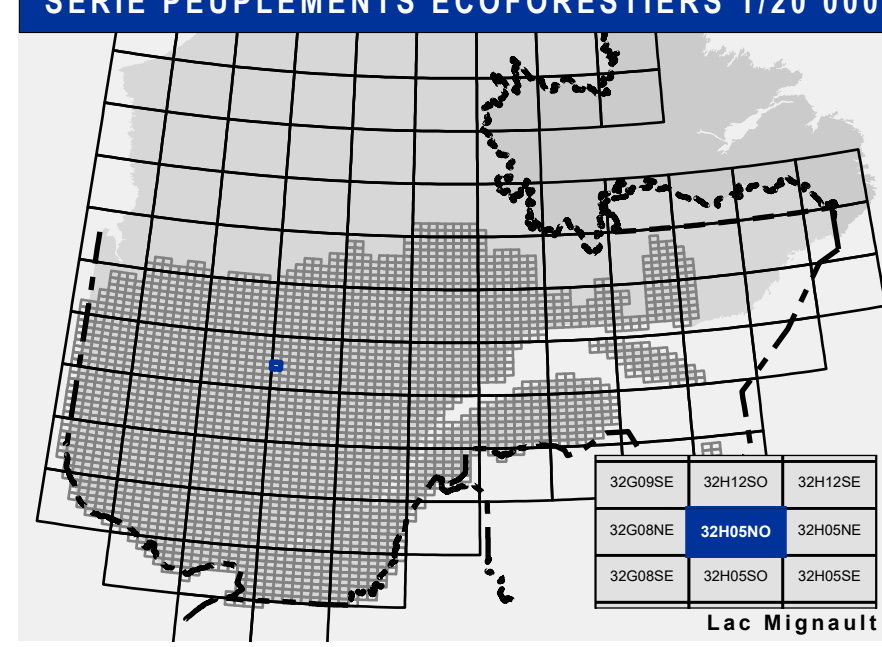 SÉRIE PEUPLEMENTS ÉCOFORESTIERS 1/20 000
32G09SE 32H12SO 32H12SE
32G08NE 32H05NO 32H05NE
32G08SE 32H05SO 32H05SE
Lac Mignault